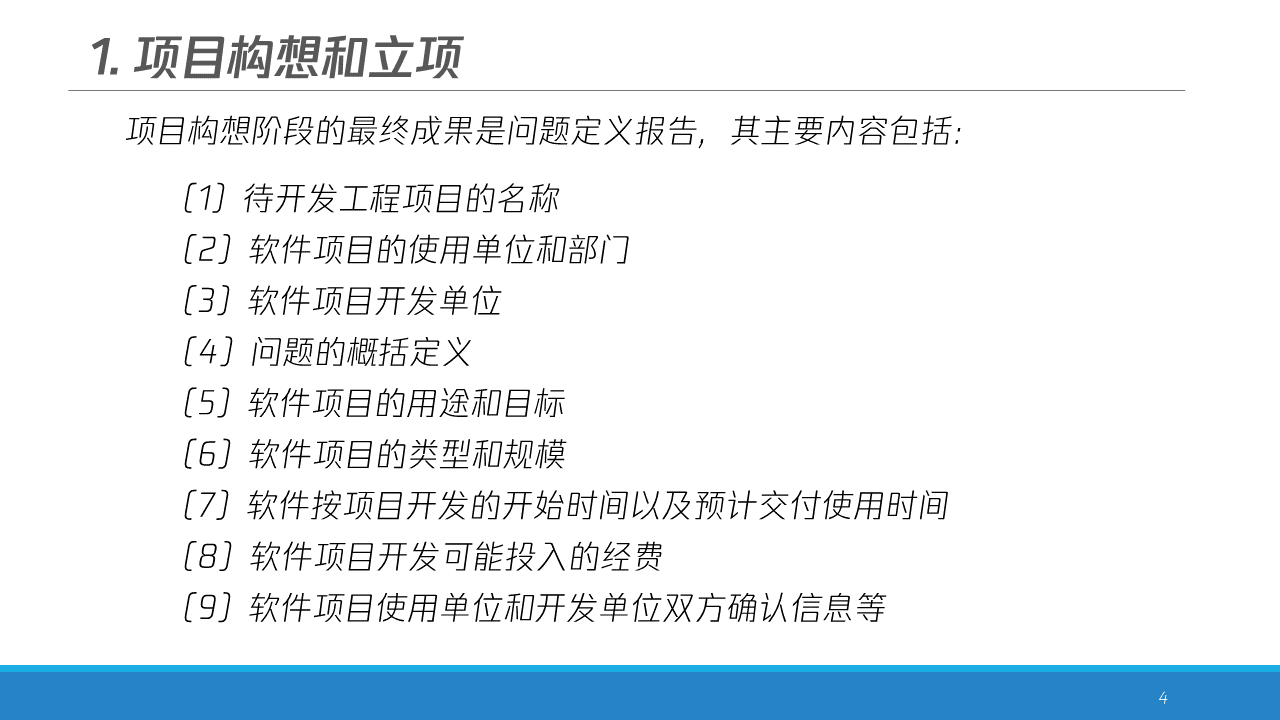 1. 项目构想和立项
项目构想阶段的最终成果是问题定义报告，其主要内容包括:
（1）待开发工程项目的名称
（2）软件项目的使用单位和部门
（3）软件项目开发单位
（4）问题的概括定义
（5）软件项目的用途和目标
（6）软件项目的类型和规模
（7）软件按项目开发的开始时间以及预计交付使用时间
（8）软件项目开发可能投入的经费
（9）软件项目使用单位和开发单位双方确认信息等
4